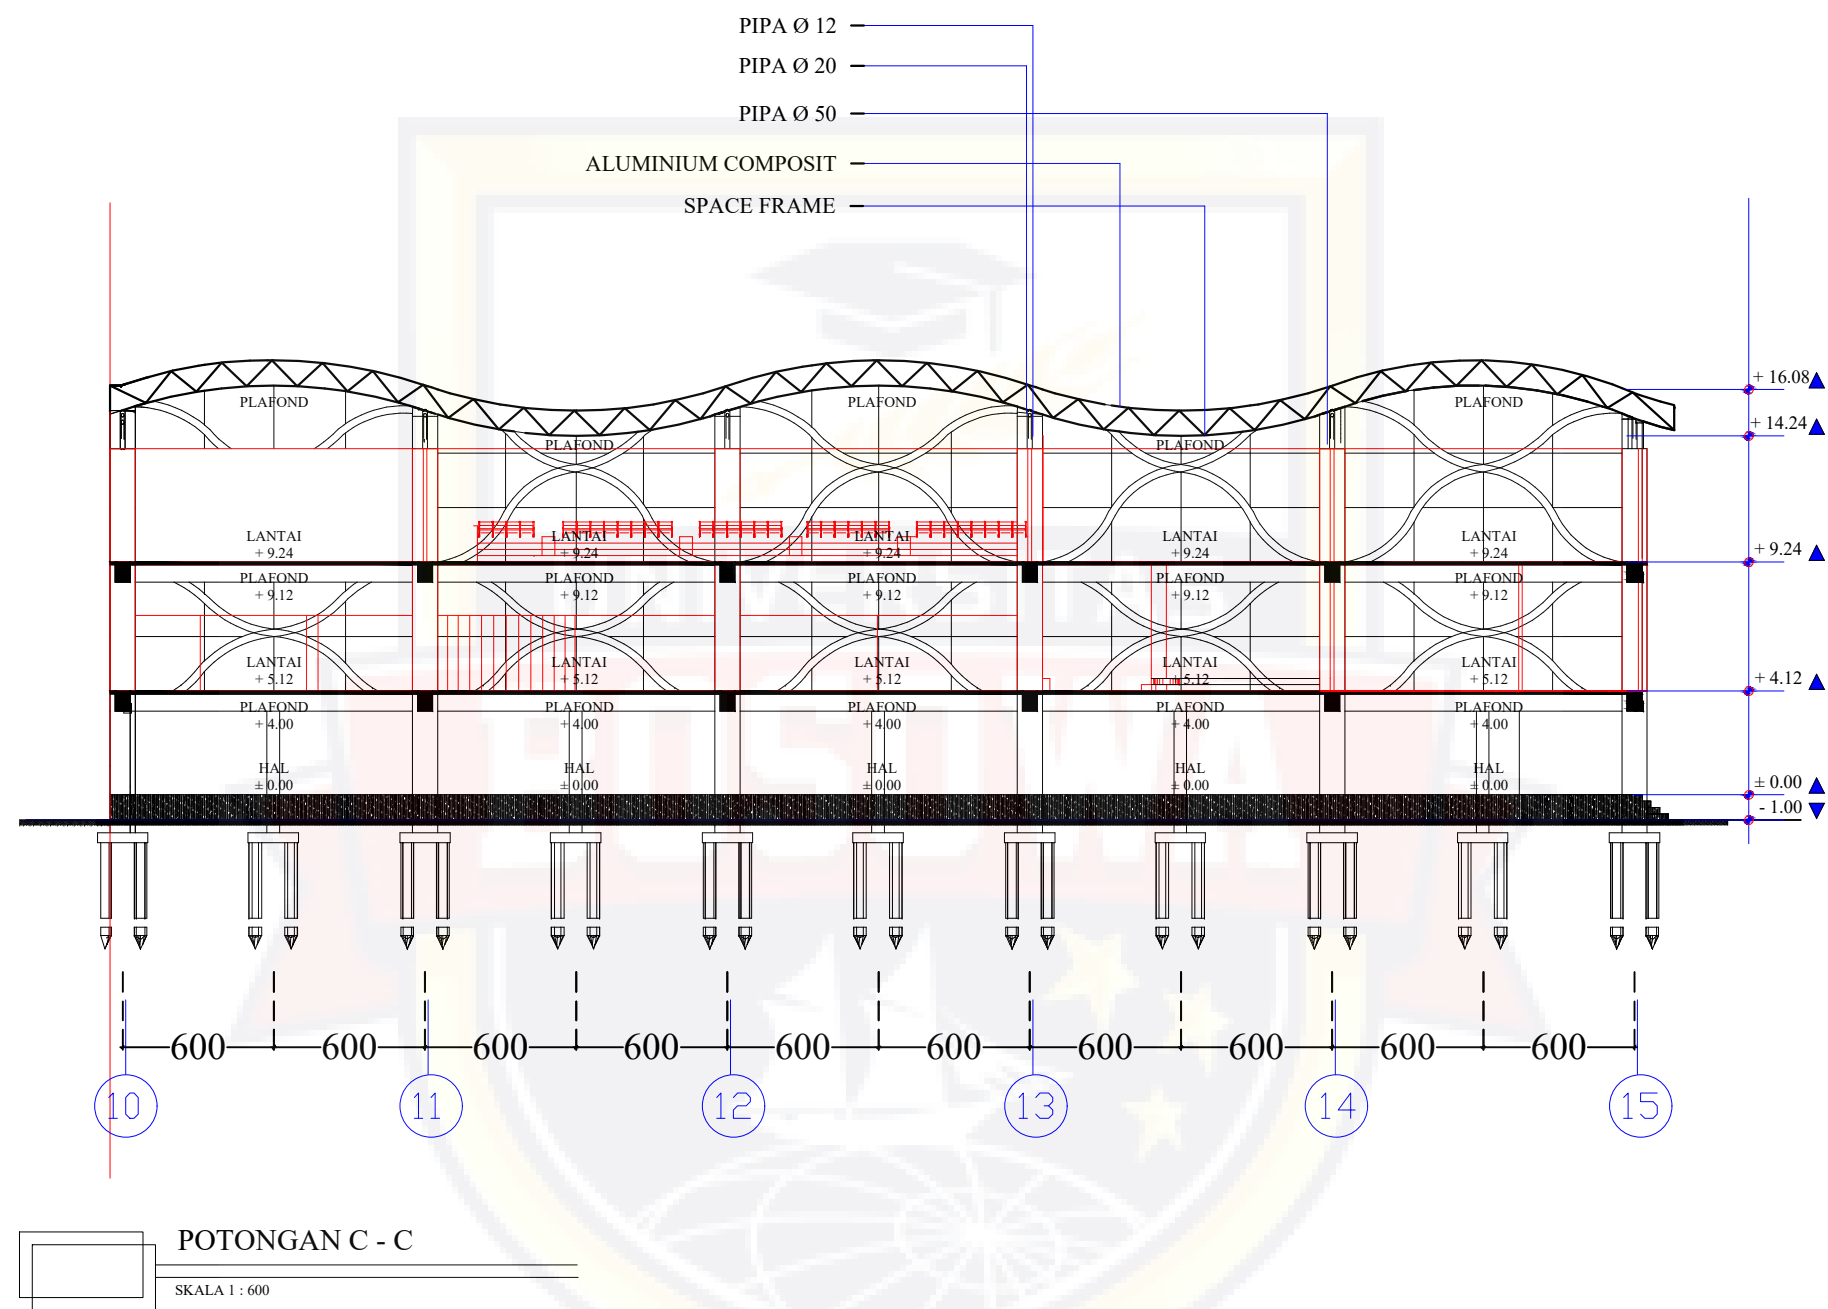 PIPA Ø 12
PIPA Ø 20
PIPA Ø 50
ALUMINIUM COMPOSIT
SPACE FRAME
+ 16.08
+ 14.24
+ 9.24
+ 4.12
± 0.00
- 1.00
PLAFOND PLAFOND PLAFOND
PLAFOND PLAFOND
LANTAI LANTAI LANTAI LANTAI LANTAI
+ 9.24 + 9.24 + 9.24 + 9.24 + 9.24
PLAFOND PLAFOND PLAFOND PLAFOND PLAFOND
+ 9.12 + 9.12 + 9.12 + 9.12 + 9.12
LANTAI LANTAI LANTAI LANTAI LANTAI
+ 5.12 + 5.12 + 5.12 + 5.12 + 5.12
PLAFOND PLAFOND PLAFOND PLAFOND PLAFOND
+ 4.00 + 4.00 + 4.00 + 4.00 + 4.00
HAL HAL HAL HAL HAL
± 0.00 ± 0.00 ± 0.00 ± 0.00 ± 0.00
UNIVERSITAS
BOSOWA
600 600 600 600 600 600 600 600 600 600
10 11 12 13 14 15
POTONGAN C - C
SKALA 1 : 600